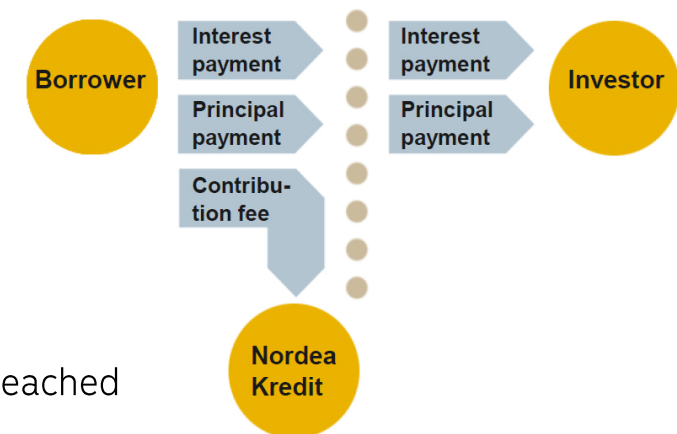 Borrower
Interest
payment
Principal
payment
Contribu-
tion fee
Interest
payment
Principal
payment
Investor
Nordea
Kredit
eached